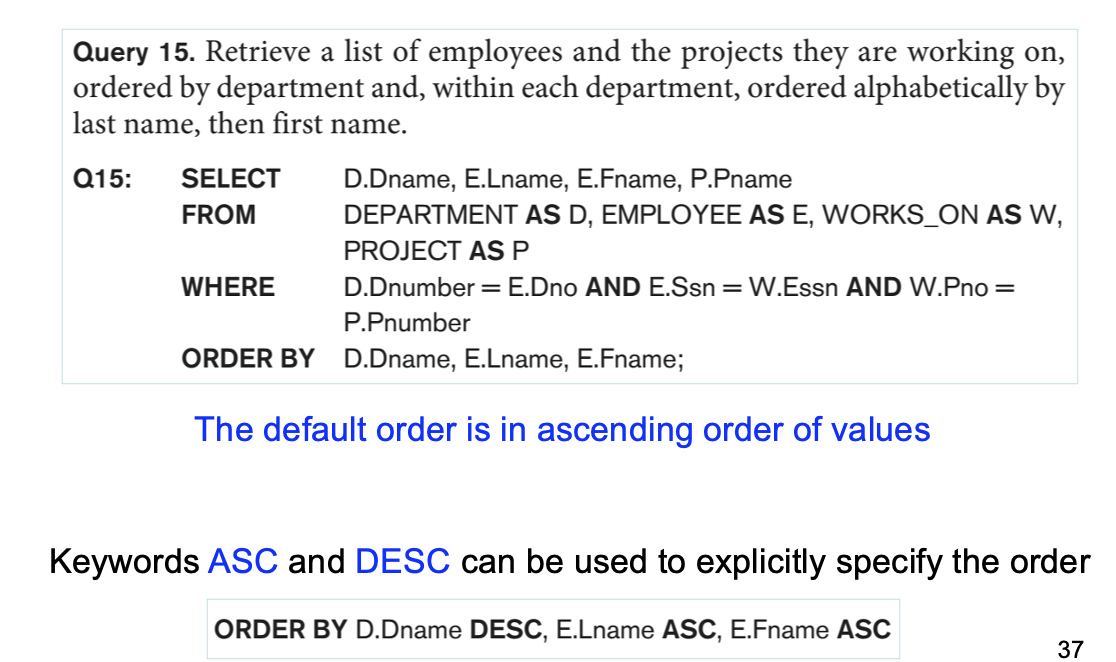 Query 15. Retrieve a list of employees and the projects they are working on,
ordered by department and, within each department, ordered alphabetically by
last name, then first name.
Q15: SELECT D.Dname, E.Lname, E.Fname, P.Pname
FROM DEPARTMENT AS D, EMPLOYEE AS E, WORKS_ON AS W,
PROJECT AS P
WHERE D.Dnumber = E.Dno AND E.Ssn = W.Essn AND W.Pno =
P.Pnumber
ORDER BY D.Dname, E.Lname, E.Fname;
The default order is in ascending order of values
Keywords ASC and DESC can be used to explicitly specify the order
ORDER BY D.Dname DESC, E.Lname ASC, E.Fname ASC
37